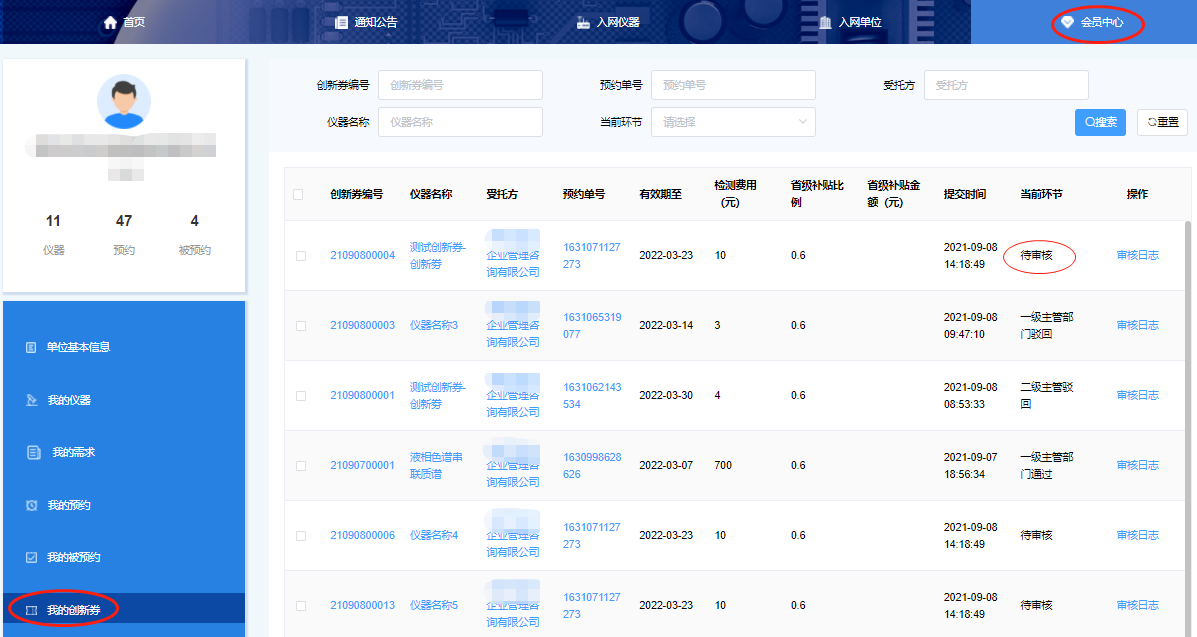 首页
通知公告
入网仪器
入网单位
会员中心
11
47
4
仪器
预约
被预约
单位基本信息
我的仪器
我的需求
我的预约
我的被预约
我的创新券
创新券编号
创新券编号
预约单号
预约单号
受托方
受托方
仪器名称
仪器名称
当前环节
请选择
搜索
重置
创新券编号
仪器名称
受托方
预约单号
有效期至
检测费用
(元)
省级补贴比
例
省级补贴金
额（元）
提交时间
当前环节
操作
21090800004
测试创新券-
创新劵
企业管理咨
询有限公司
1631071127
273
2022-03-23
10
0.6
2021-09-08
14:18:49
待审核
审核日志
21090800003
仪器名称3
企业管理咨
询有限公司
1631065319
077
2022-03-14
3
0.6
2021-09-08
09:47:10
一级主管部
门驳回
审核日志
21090800001
测试创新券-
创新劵
企业管理咨
询有限公司
1631062143
534
2022-03-30
4
0.6
2021-09-08
08:53:33
二级主管驳
回
审核日志
21090700001
液相色谱串
联质谱
企业管理咨
询有限公司
1630998628
626
2022-03-07
700
0.6
2021-09-07
18:56:34
一级主管部
门通过
审核日志
21090800006
仪器名称4
企业管理咨
询有限公司
1631071127
273
2022-03-23
10
0.6
2021-09-08
14:18:49
待审核
审核日志
21090800013
仪器名称5
企业管理咨
询有限公司
1631071127
273
2022-03-23
10
0.6
2021-09-08
14:18:49
待审核
审核日志